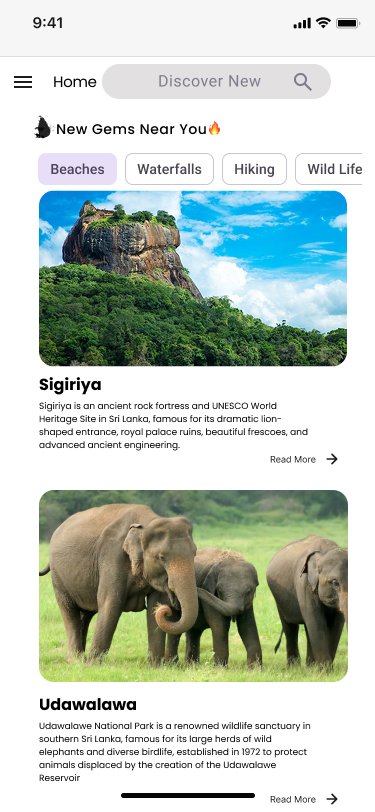 9:41
Home
Discover New
New Gems Near You🔥
Beaches
Waterfalls
Hiking
Wild Life
Sigiriya
Sigiriya is an ancient rock fortress and UNESCO World
Heritage Site in Sri Lanka, famous for its dramatic lion-
shaped entrance, royal palace ruins, beautiful frescoes, and
advanced ancient engineering.
Read More
Udawalawa
Udawalawe National Park is a renowned wildlife sanctuary in
southern Sri Lanka, famous for its large herds of wild
elephants and diverse birdlife, established in 1972 to protect
animals displaced by the creation of the Udawalawe
Reservoir
Read More